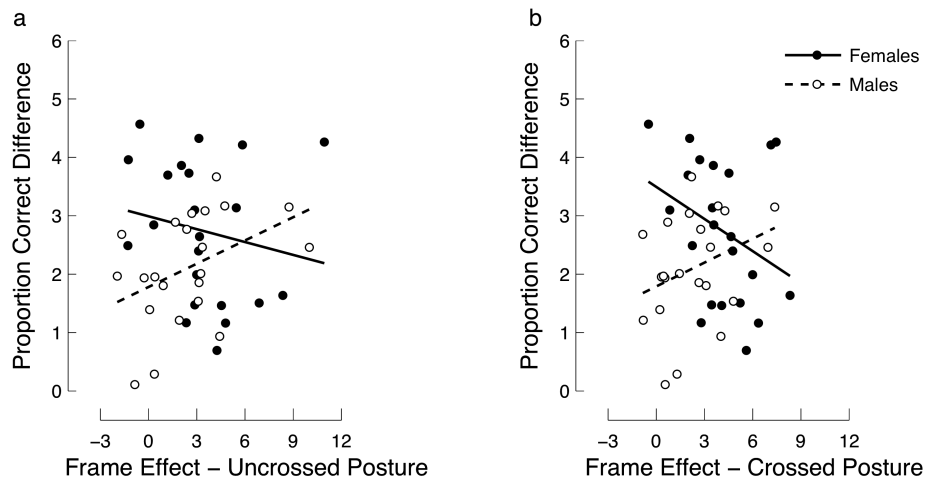 a
b
Females
Males
Proportion Correct Difference
6
5
4
3
2
1
0
−3 0 3 6 9 12
Frame Effect − Uncrossed Posture
Proportion Correct Difference
6
5
4
3
2
1
0
−3 0 3 6 9 12
Frame Effect − Crossed Posture